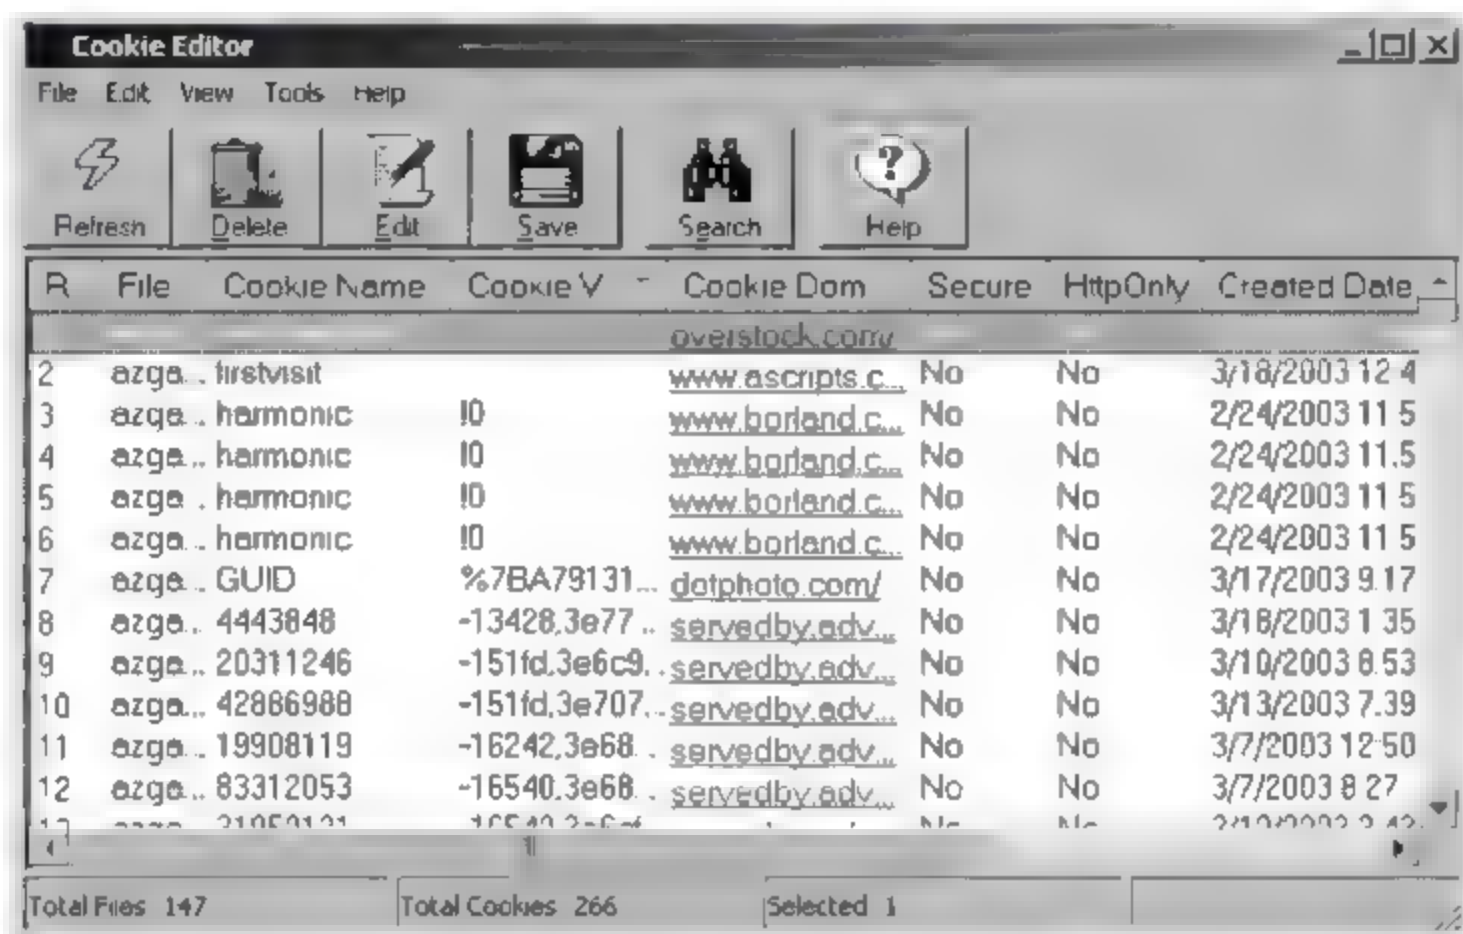 Cookie Editor
File Edit View Tools Help
Refresh Delete Edit Save Search Help
R File Cookie Name Cookie V Cookie Dom Secure HttpOnly Created Date
overstock.com/
2 azga... firstvisit www.ascripts.c... No No 3/18/2003 12 4
3 azga... harmonic !0 www.borland.c... No No 2/24/2003 11 5
4 azga... harmonic !0 www.borland.c... No No 2/24/2003 11.5
5 azga... harmonic !0 www.borland.c... No No 2/24/2003 11 5
6 azga... harmonic !0 www.borland.c... No No 2/24/2003 11 5
7 azga... GUID %7BA79131... dotphoto.com/ No No 3/17/2003 9.17
8 azga... 4443848 -13428,3e77... servedby.adv... No No 3/18/2003 1 35
9 azga... 20311246 -151fd,3e6c9... servedby.adv... No No 3/10/2003 8.53
10 azga... 42886988 -151fd,3e707... servedby.adv... No No 3/13/2003 7.39
11 azga... 19908119 -16242,3e68... servedby.adv... No No 3/7/2003 12 50
12 azga... 83312053 -16540,3e68... servedby.adv... No No 3/7/2003 8 27
Total Files 147 Total Cookies 266 Selected 1